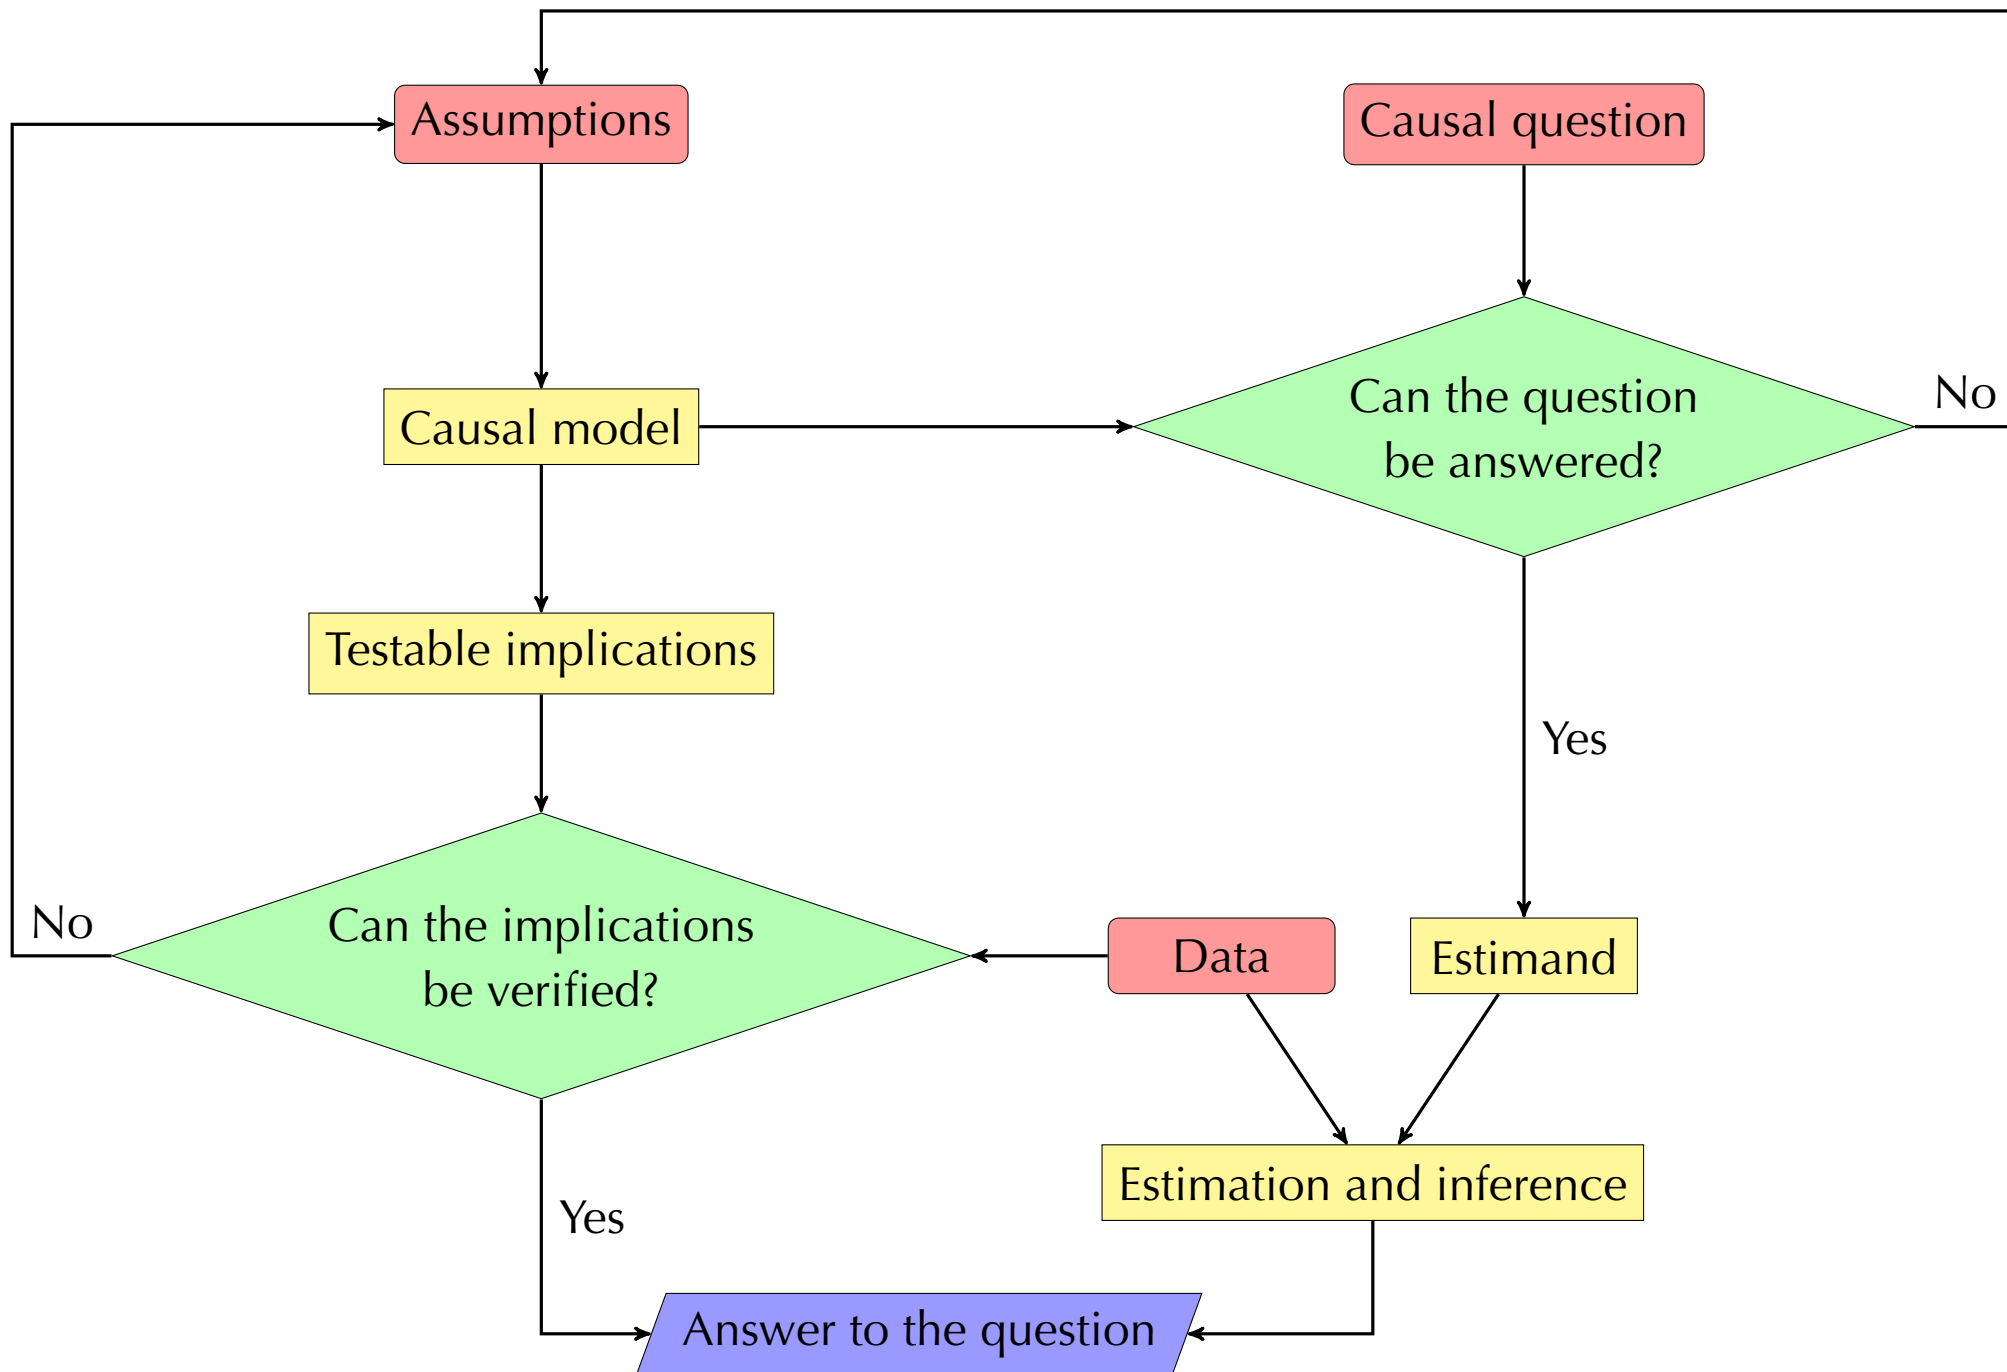 Assumptions
Causal question
Causal model
Can the question
be answered?
No
Testable implications
Yes
Can the implications
be verified?
No
Data
Estimand
Estimation and inference
Yes
Answer to the question